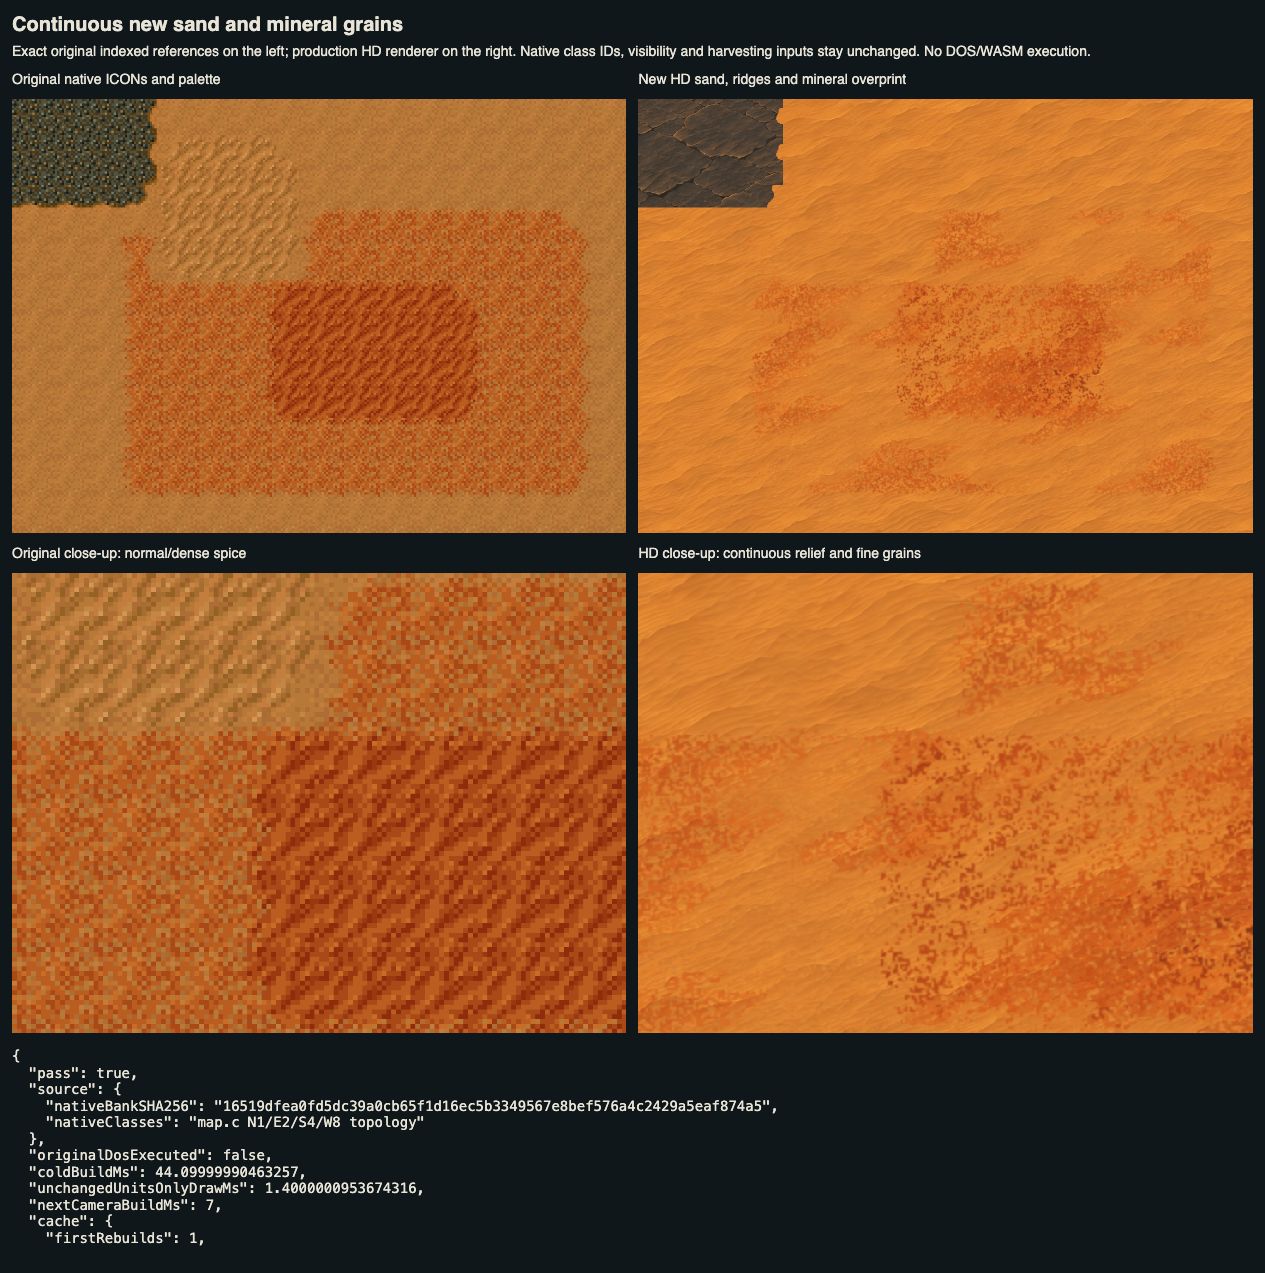 Continuous new sand and mineral grains
Exact original indexed references on the left; production HD renderer on the right. Native class IDs, visibility and harvesting inputs stay unchanged. No DOS/WASM execution.
Original native ICONs and palette
New HD sand, ridges and mineral overprint
Original close-up: normal/dense spice
HD close-up: continuous relief and fine grains
{
  "pass": true,
  "source": {
    "nativeBankSHA256": "16519dfea0fd5dc39a0cb65f1d16ec5b3349567e8bef576a4c2429a5eaf874a5",
    "nativeClasses": "map.c N1/E2/S4/W8 topology"
  },
  "originalDosExecuted": false,
  "coldBuildMs": 44.09999990463257,
  "unchangedUnitsOnlyDrawMs": 1.4000000953674316,
  "nextCameraBuildMs": 7,
  "cache": {
    "firstRebuilds": 1,